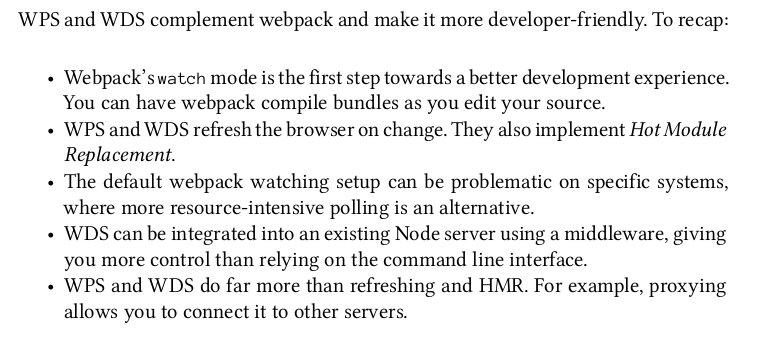 WPS and WDS complement webpack and make it more developer-friendly. To recap:
• Webpack’s watch mode is the first step towards a better development experience.
You can have webpack compile bundles as you edit your source.
• WPS and WDS refresh the browser on change. They also implement Hot Module
Replacement.
• The default webpack watching setup can be problematic on specific systems,
where more resource-intensive polling is an alternative.
• WDS can be integrated into an existing Node server using a middleware, giving
you more control than relying on the command line interface.
• WPS and WDS do far more than refreshing and HMR. For example, proxying
allows you to connect it to other servers.